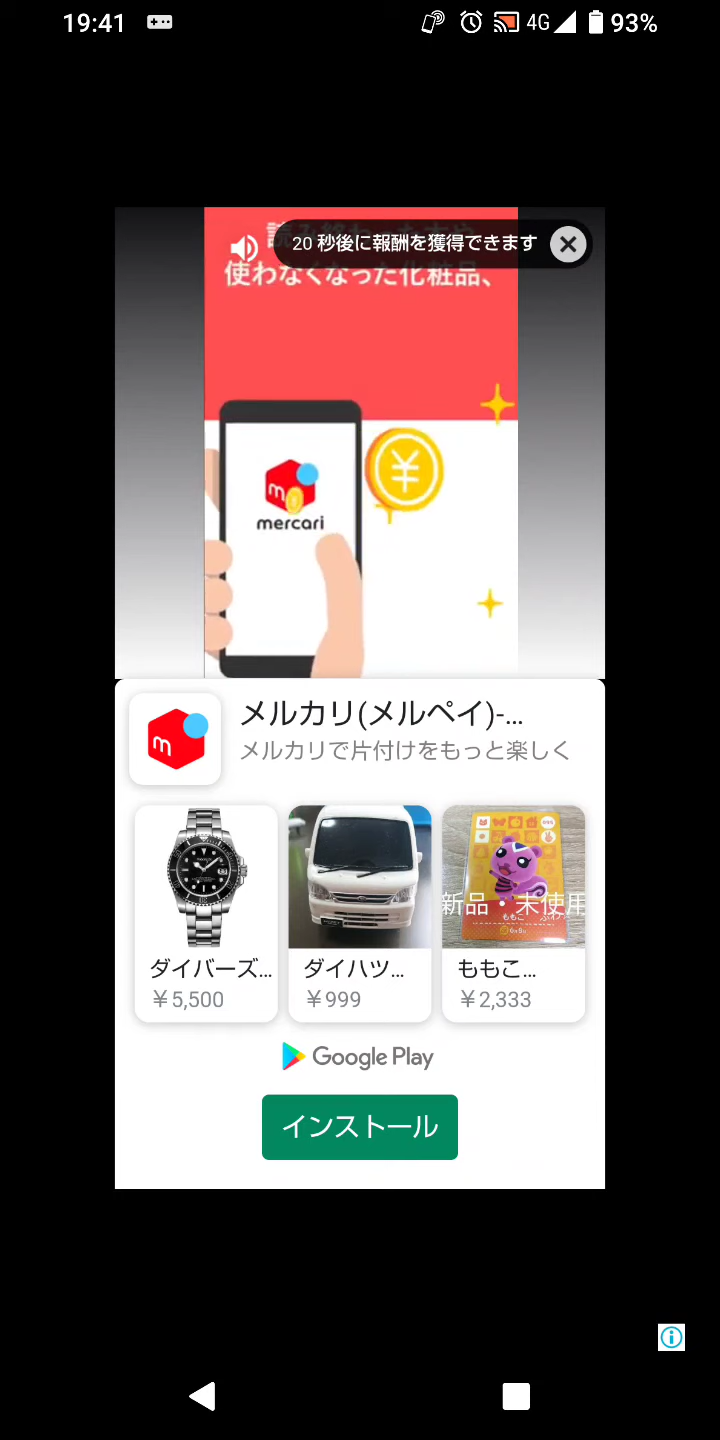 19:41
4G 93%
20 秒後に報酬を獲得できます
使わなくなった化粧品、
m
mercari
m
メルカリ(メルペイ)-...
メルカリで片付けをもっと楽しく
新品・未使用
ももこ
ダイバーズ...
￥5,500
ダイハツ...
￥999
ももこ...
￥2,333
Google Play
インストール